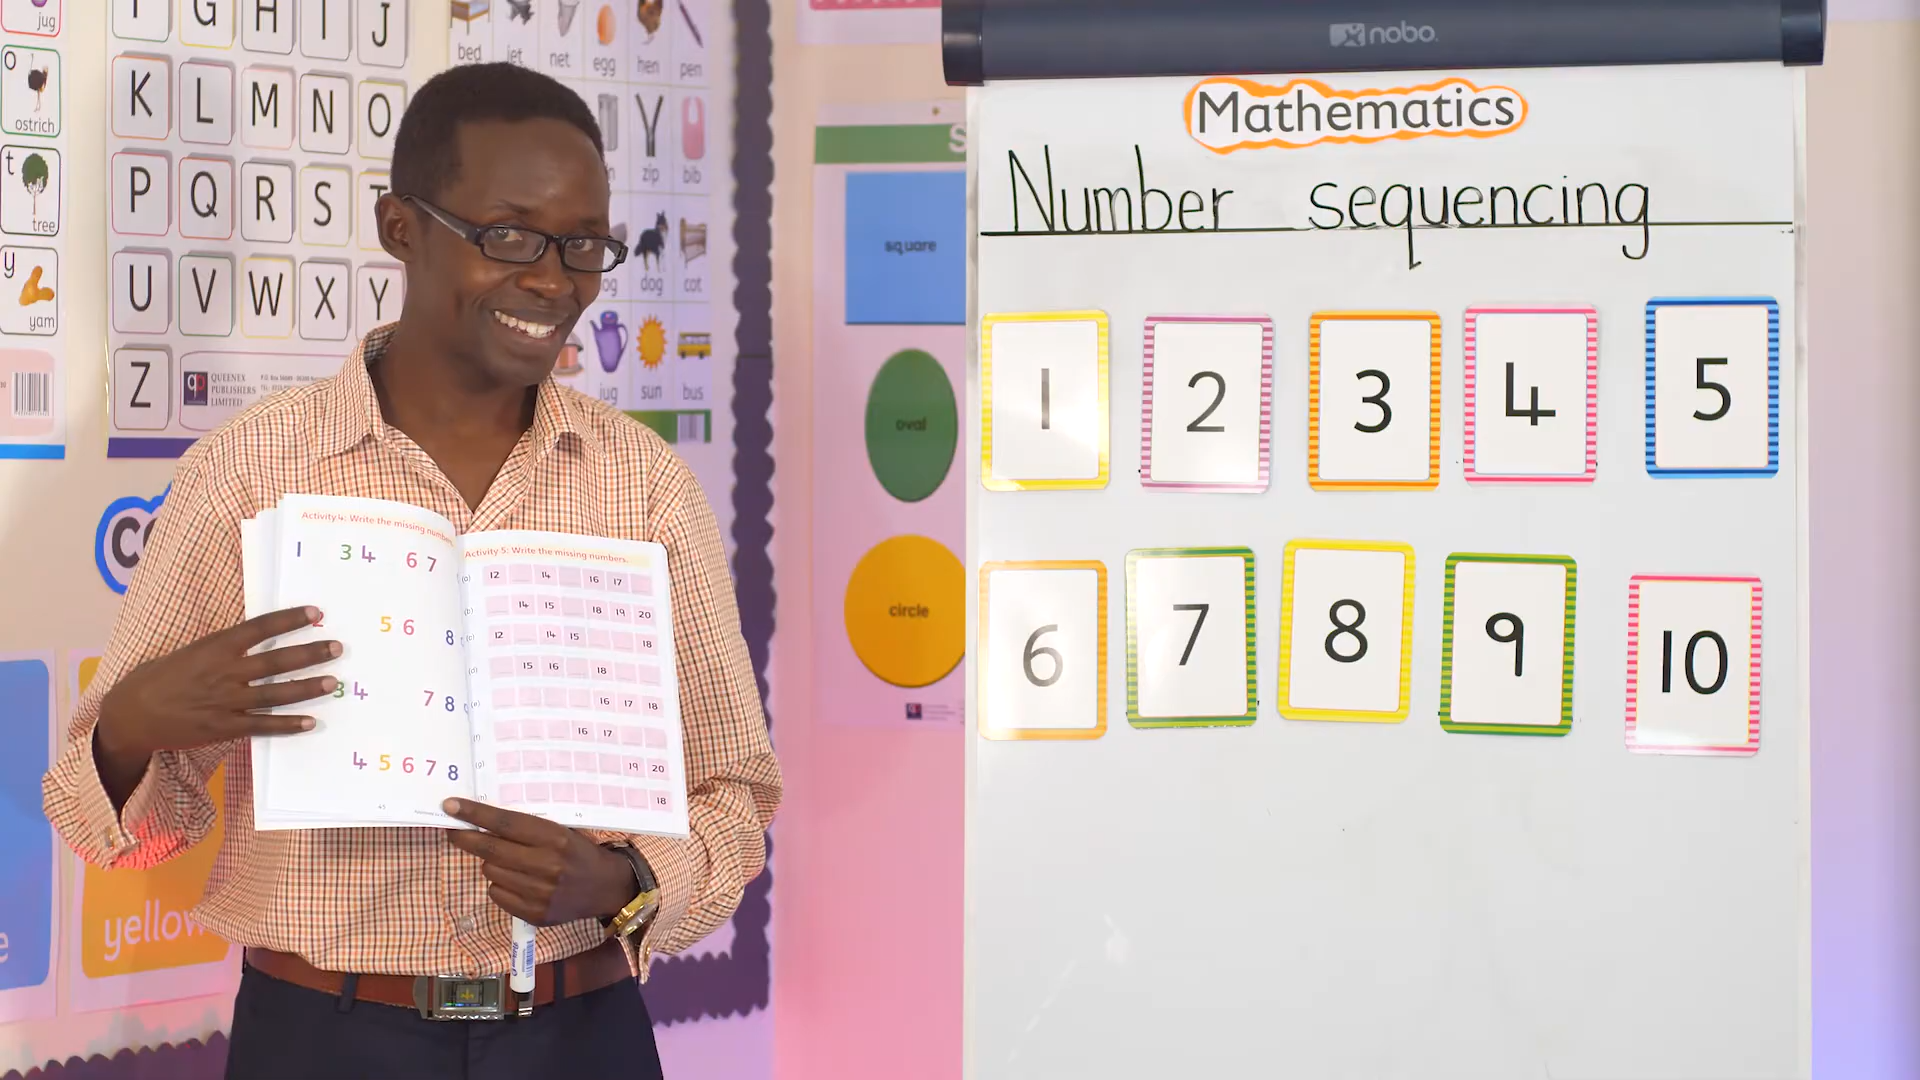 nobo
Mathematics
Number sequencing
1 2 3 4 5
6 7 8 9 10
jug
o
ostrich
t
tree
y
yam
G H I J
K L M N O
P Q R S T
U V W X Y
Z
QUEENEX
PUBLISHERS
LIMITED
bed jet net egg hen pen
zip bib
dog cot
jug sun bus
square
oval
circle
yellow
Activity 4: Write the missing numbers.
1 3 4 6 7
2 5 6 8
3 4 7 8
4 5 6 7 8
45
Activity 5: Write the missing numbers.
(a) 12 14 16 17
(b) 14 15 18 19 20
(c) 12 14 15 18
(d) 15 16 18
(e) 16 17 18
(f) 16 17
(g) 19 20
(h) 18
46